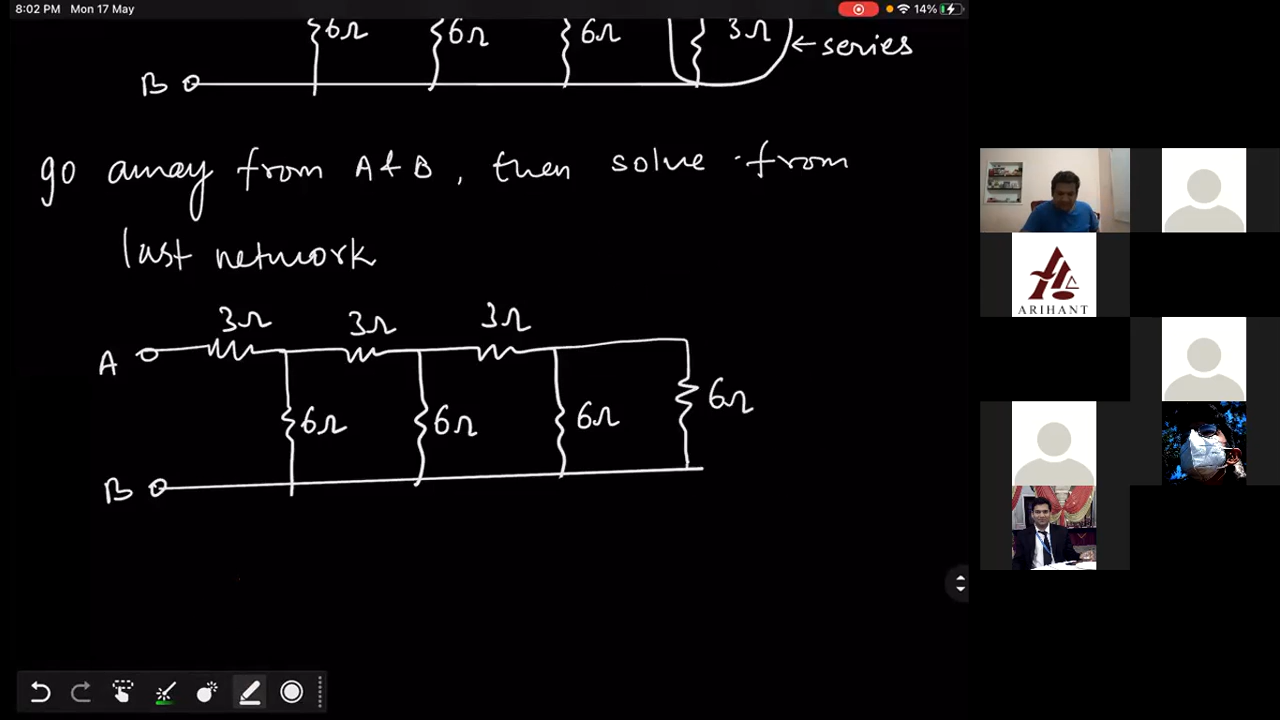 8:02 PM Mon 17 May
14%
6Ω 6Ω 6Ω 3Ω ← series
B
go away from A & B, then solve from
last network
3Ω 3Ω 3Ω
A
6Ω 6Ω 6Ω 6Ω
B
ARIHANT